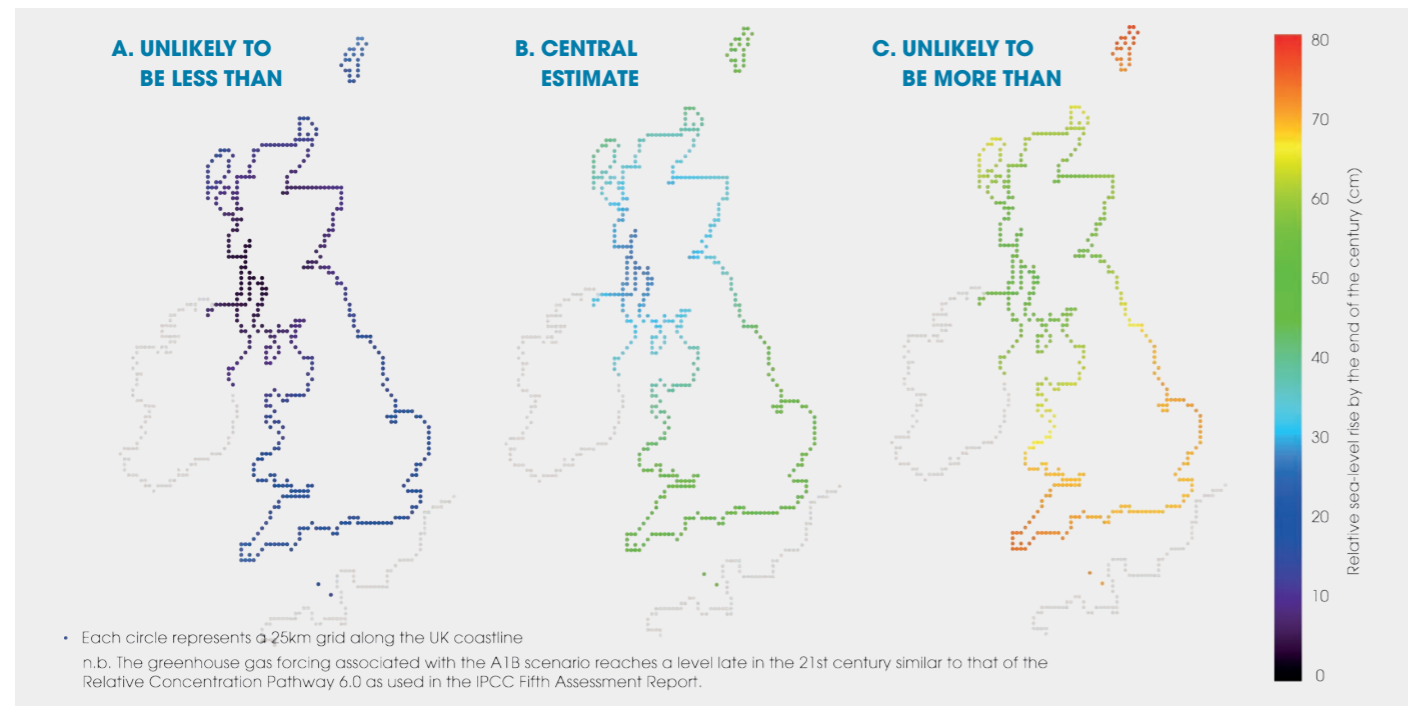 A. UNLIKELY TO
BE LESS THAN
B. CENTRAL
ESTIMATE
C. UNLIKELY TO
BE MORE THAN
80
70
60
50
40
30
20
10
0
Relative sea-level rise by the end of the century (cm)
• Each circle represents a 25km grid along the UK coastline
n.b. The greenhouse gas forcing associated with the A1B scenario reaches a level late in the 21st century similar to that of the
Relative Concentration Pathway 6.0 as used in the IPCC Fifth Assessment Report.